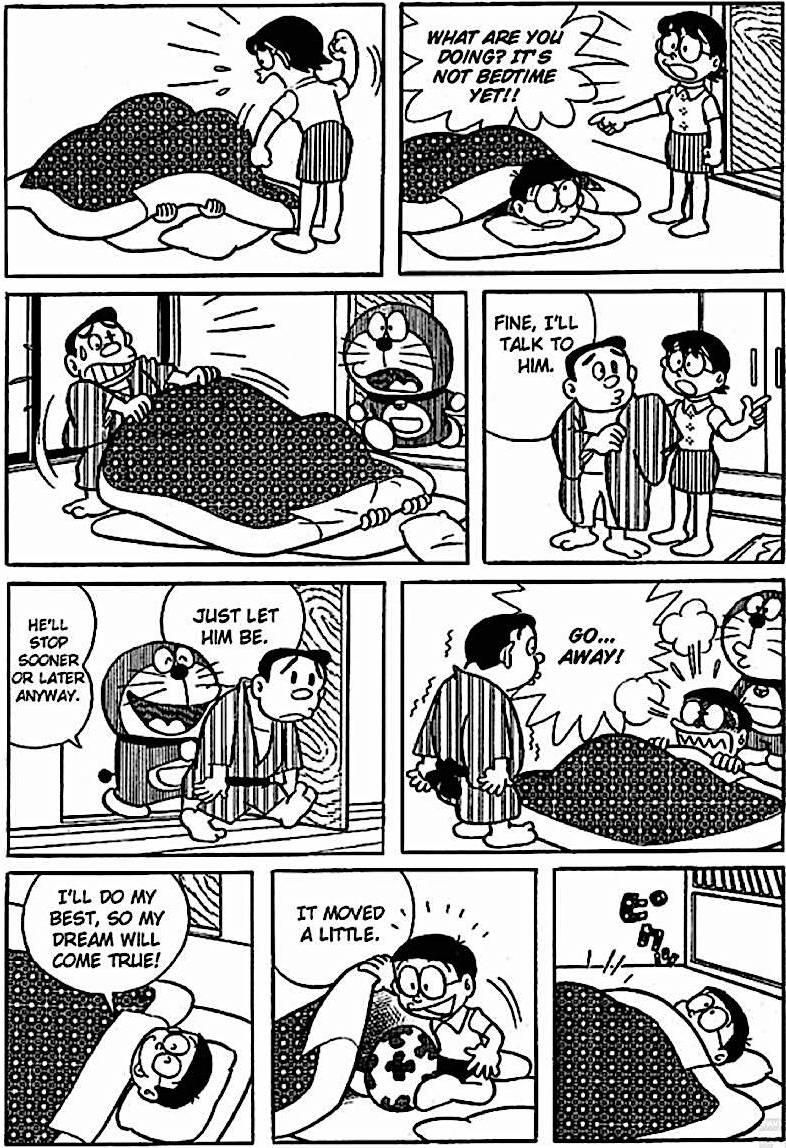 WHAT ARE YOU
DOING? IT'S
NOT BEDTIME
YET!!
FINE, I'LL
TALK TO
HIM.
HE'LL
STOP
SOONER
OR LATER
ANYWAY.
JUST LET
HIM BE.
GO...
AWAY!
I'LL DO MY
BEST, SO MY
DREAM WILL
COME TRUE!
IT MOVED
A LITTLE.